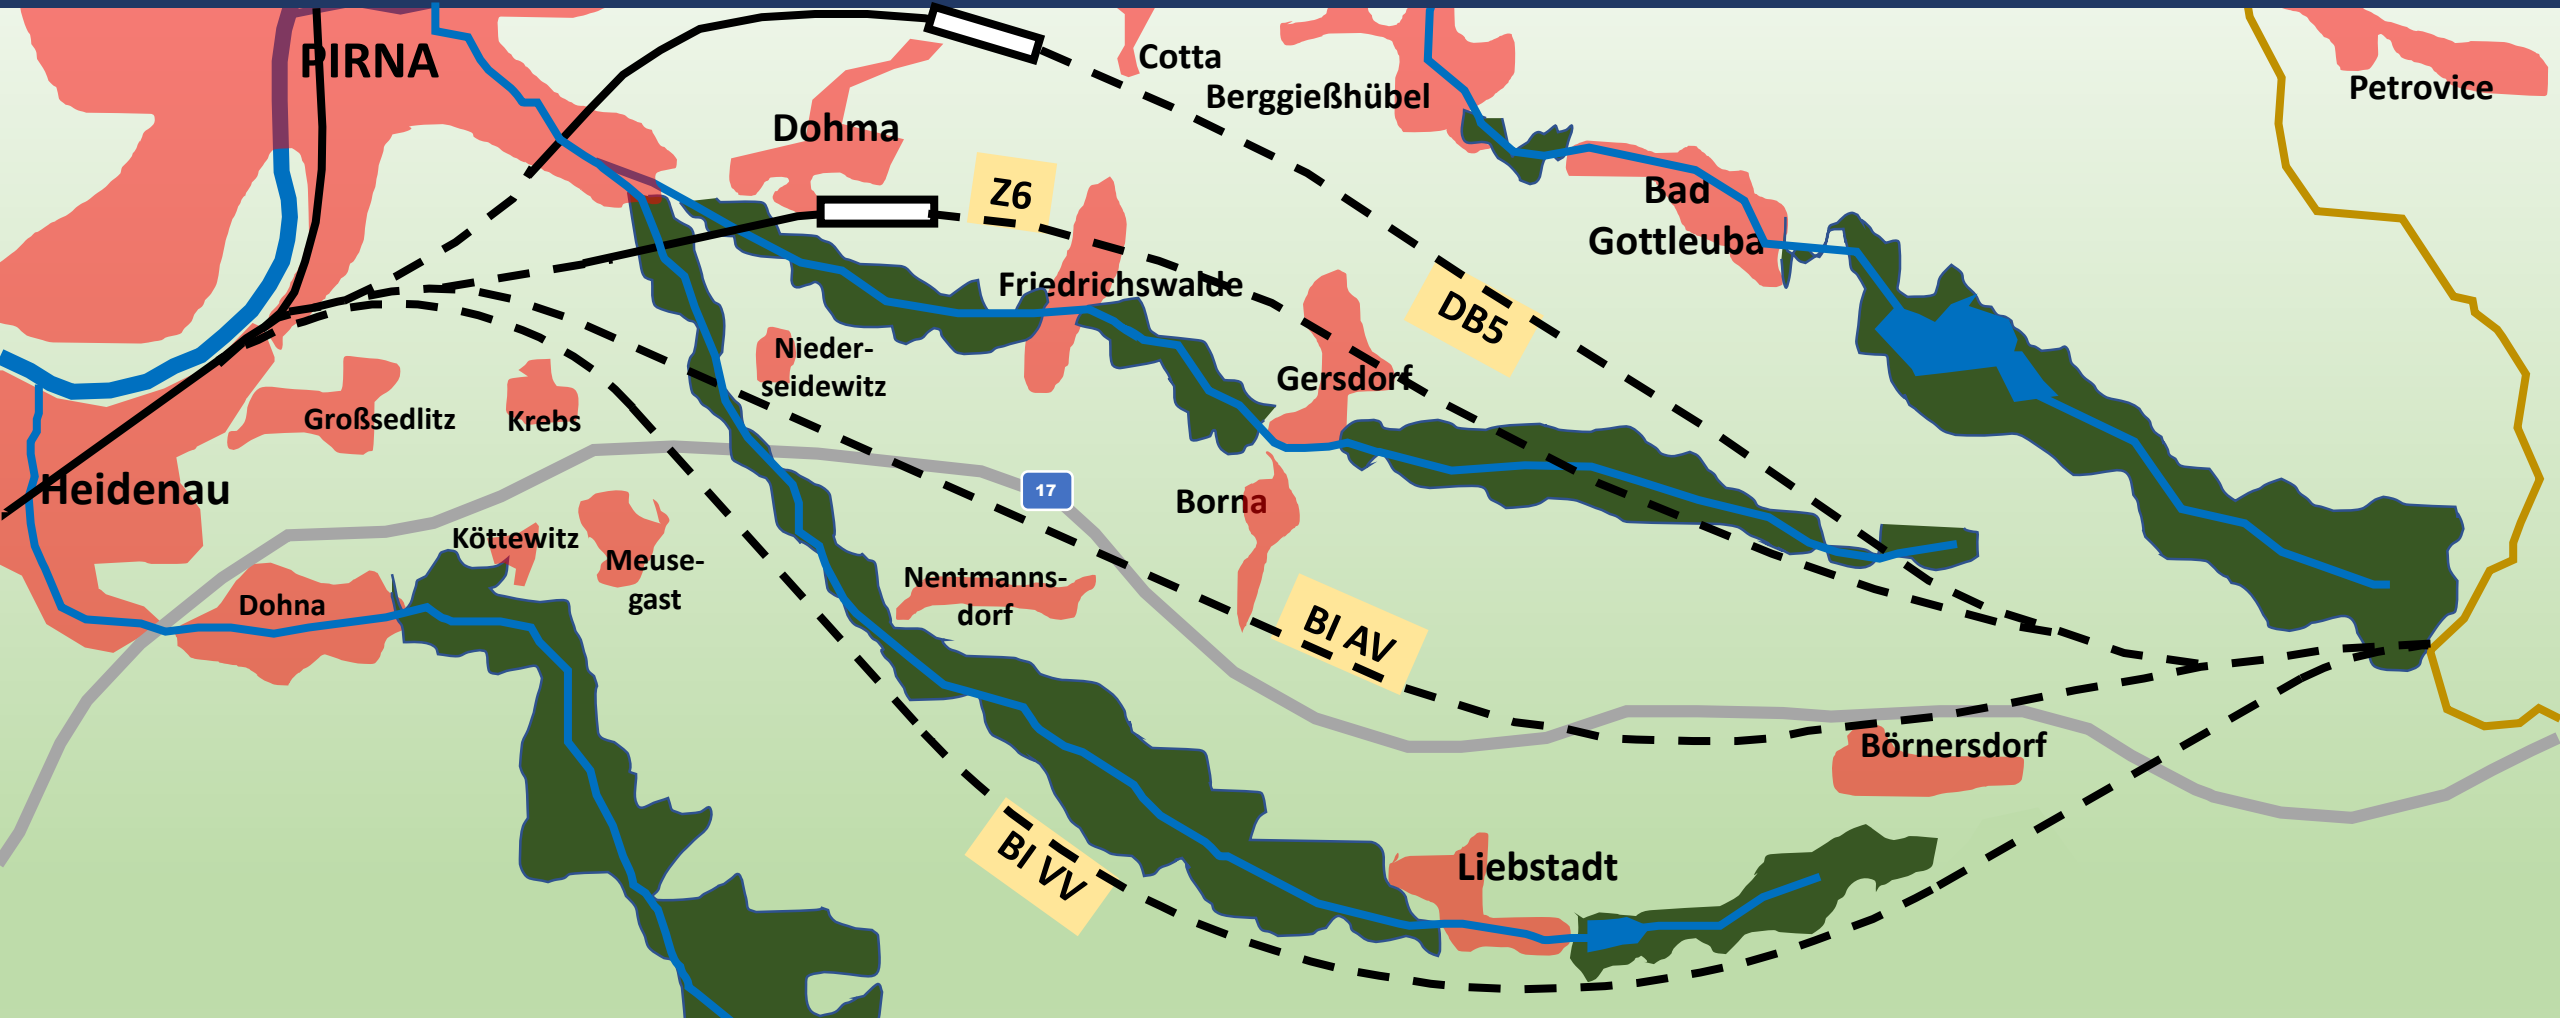 PIRNA
Cotta
Berggießhübel
Petrovice
Dohma
Z6
Bad
Gottleuba
Friedrichswalde
DB5
Nieder-
seidewitz
Gersdorf
Großsedlitz
Krebs
Heidenau
17
Borna
Köttewitz
Meuse-
gast
Nentmanns-
dorf
Dohna
BI AV
Börnersdorf
BI VV
Liebstadt